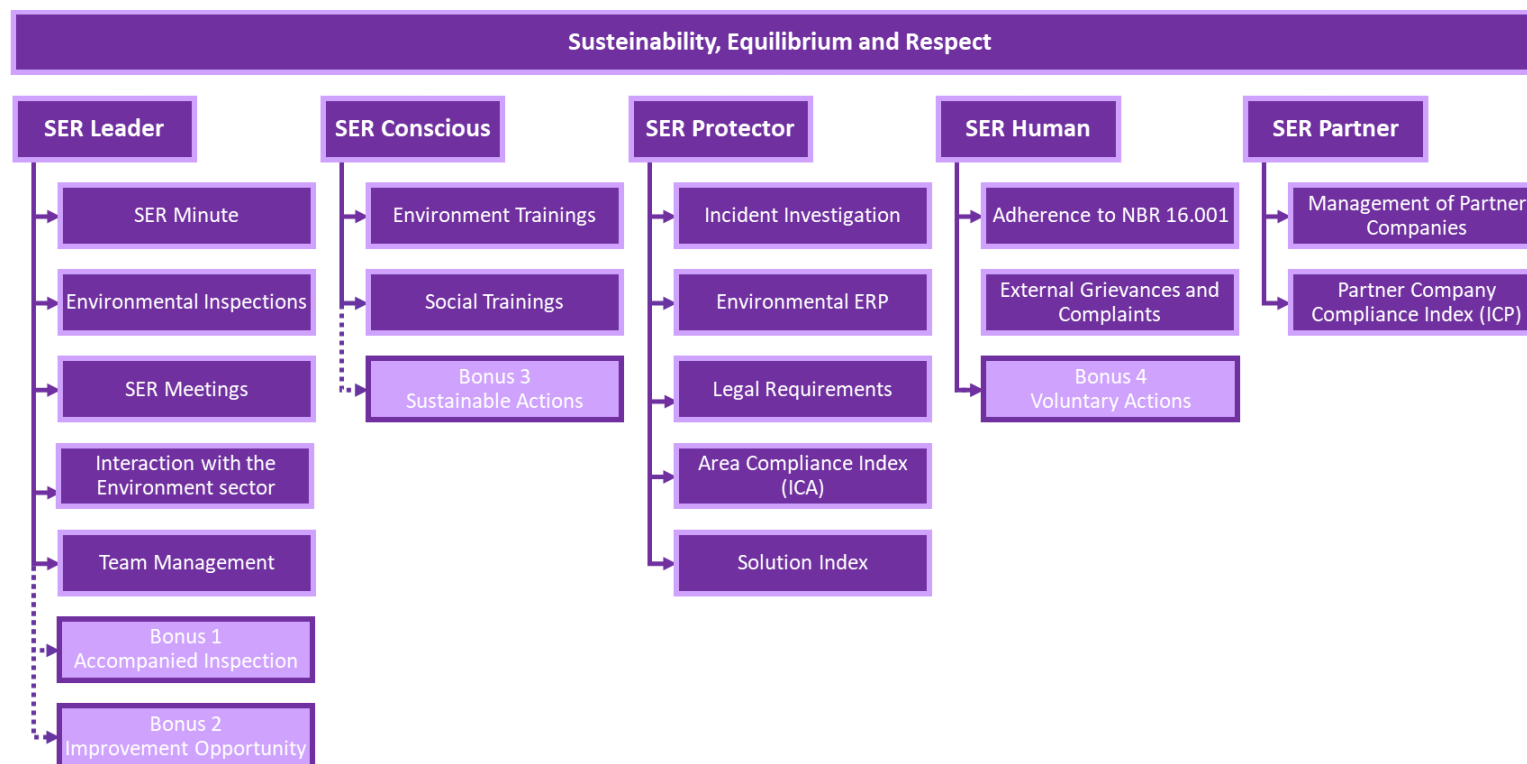 Susteinability, Equilibrium and Respect
SER Leader
SER Minute
Environmental Inspections
SER Meetings
Interaction with the
Environment sector
Team Management
Bonus 1
Accompanied Inspection
Bonus 2
Improvement Opportunity
SER Conscious
Environment Trainings
Social Trainings
Bonus 3
Sustainable Actions
SER Protector
Incident Investigation
Environmental ERP
Legal Requirements
Area Compliance Index
(ICA)
Solution Index
SER Human
Adherence to NBR 16.001
External Grievances and
Complaints
Bonus 4
Voluntary Actions
SER Partner
Management of Partner
Companies
Partner Company
Compliance Index (ICP)